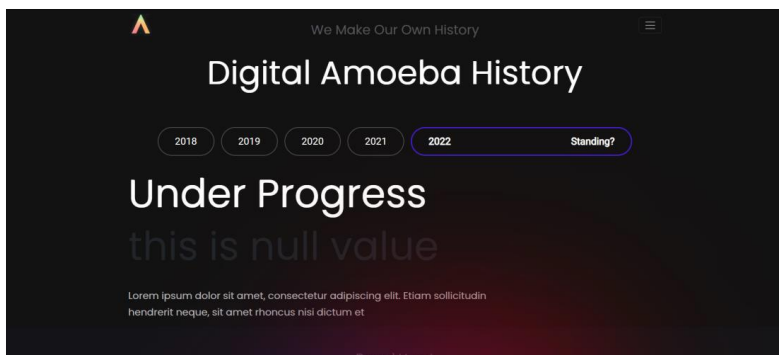 We Make Our Own History
Digital Amoeba History
2018 2019 2020 2021 2022 Standing?
Under Progress
this is null value
Lorem ipsum dolor sit amet, consectetur adipiscing elit. Etiam sollicitudin
hendrerit neque, sit amet rhoncus nisi dictum et